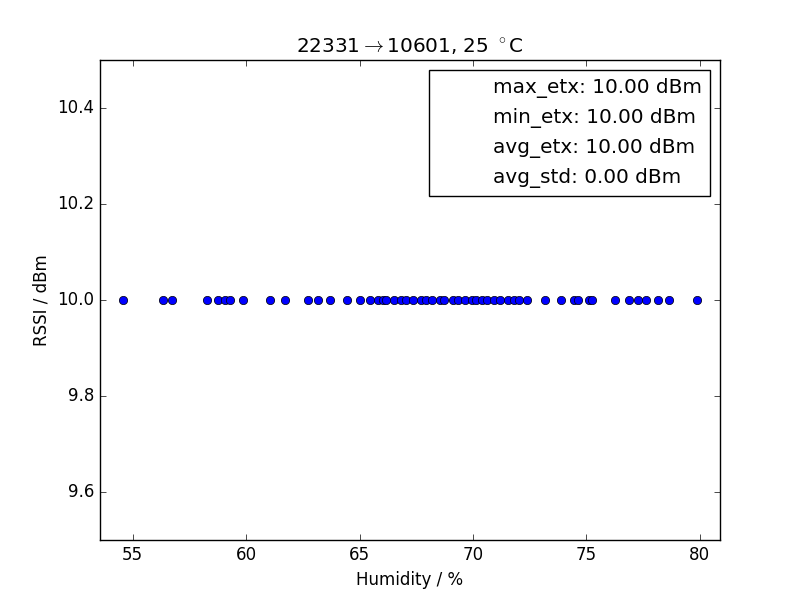 22331→10601, 25 °C
max_etx: 10.00 dBm
min_etx: 10.00 dBm
avg_etx: 10.00 dBm
avg_std: 0.00 dBm
10.4
10.2
10.0
9.8
9.6
RSSI / dBm
55 60 65 70 75 80
Humidity / %